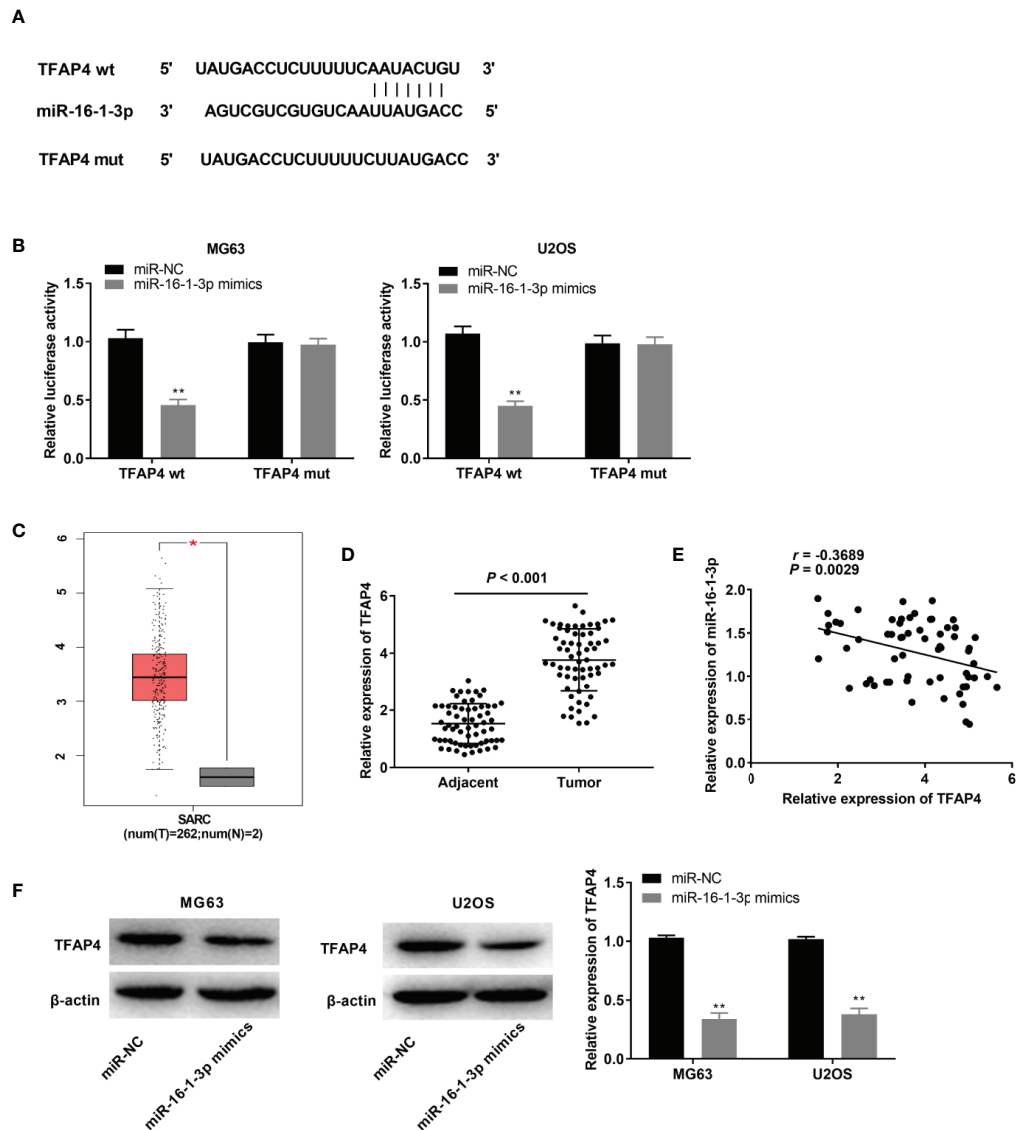 A
TFAP4 wt 5' UAUGACCUCUUUUUCAAUACUGU 3'
miR-16-1-3p 3' AGUCGUCGUGUCAAUUAUGACC 5'
TFAP4 mut 5' UAUGACCUCUUUUUCUUAUGACC 3'
B
MG63
miR-NC
miR-16-1-3p mimics
Relative luciferase activity
1.5
1.0
0.5
0.0
**
TFAP4 wt TFAP4 mut
U2OS
miR-NC
miR-16-1-3p mimics
Relative luciferase activity
1.5
1.0
0.5
0.0
**
TFAP4 wt TFAP4 mut
C
6
5
4
3
2
*
SARC
(num(T)=262;num(N)=2)
D
P < 0.001
Relative expression of TFAP4
6
4
2
0
Adjacent Tumor
E
r = -0.3689
P = 0.0029
Relative expression of miR-16-1-3p
2.0
1.5
1.0
0.5
0.0
0 2 4 6
Relative expression of TFAP4
F
MG63
TFAP4
β-actin
miR-NC
miR-16-1-3p mimics
U2OS
TFAP4
β-actin
miR-NC
miR-16-1-3p mimics
miR-NC
miR-16-1-3p mimics
Relative expression of TFAP4
1.5
1.0
0.5
0.0
**
**
MG63 U2OS